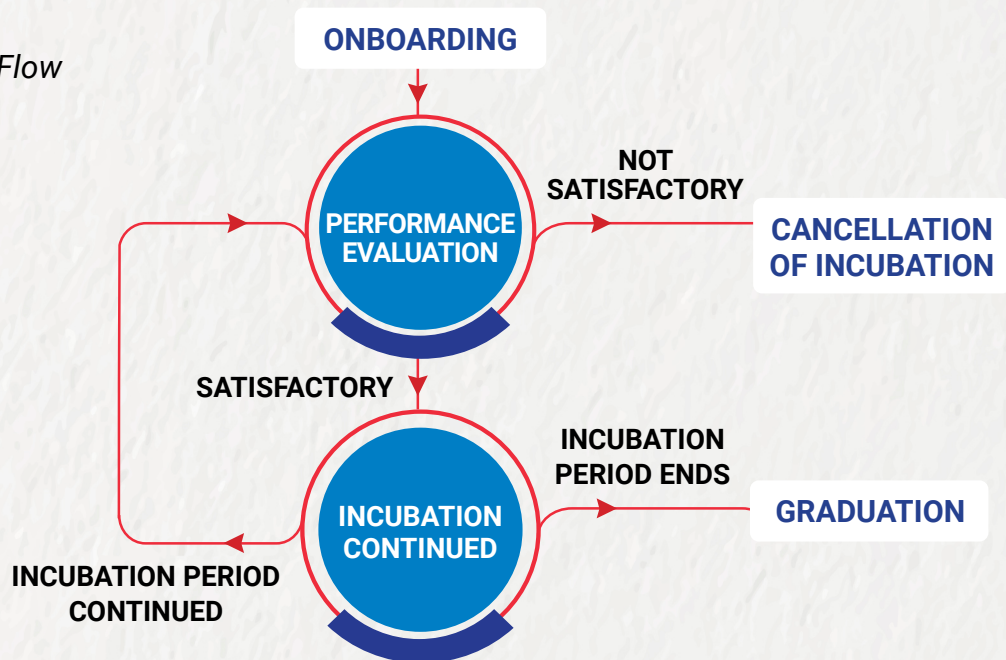 ONBOARDING
Flow
NOT
SATISFACTORY
PERFORMANCE
EVALUATION
CANCELLATION
OF INCUBATION
SATISFACTORY
INCUBATION
PERIOD ENDS
INCUBATION
CONTINUED
GRADUATION
INCUBATION PERIOD
CONTINUED